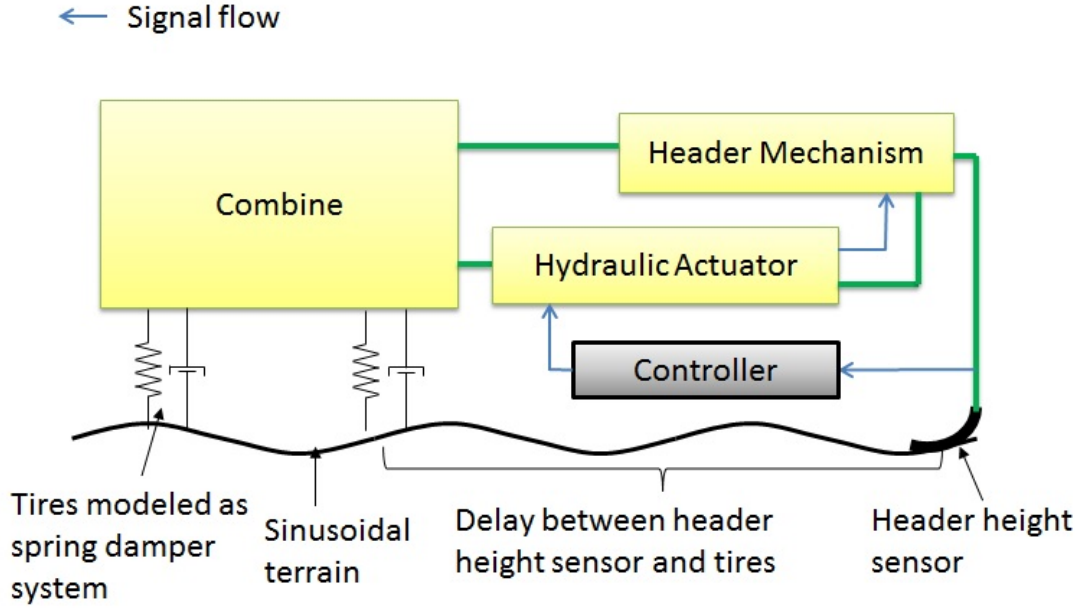 Signal flow
Header Mechanism
Combine
Hydraulic Actuator
Controller
Tires modeled as
spring damper
system
Sinusoidal
terrain
Delay between header
height sensor and tires
Header height
sensor